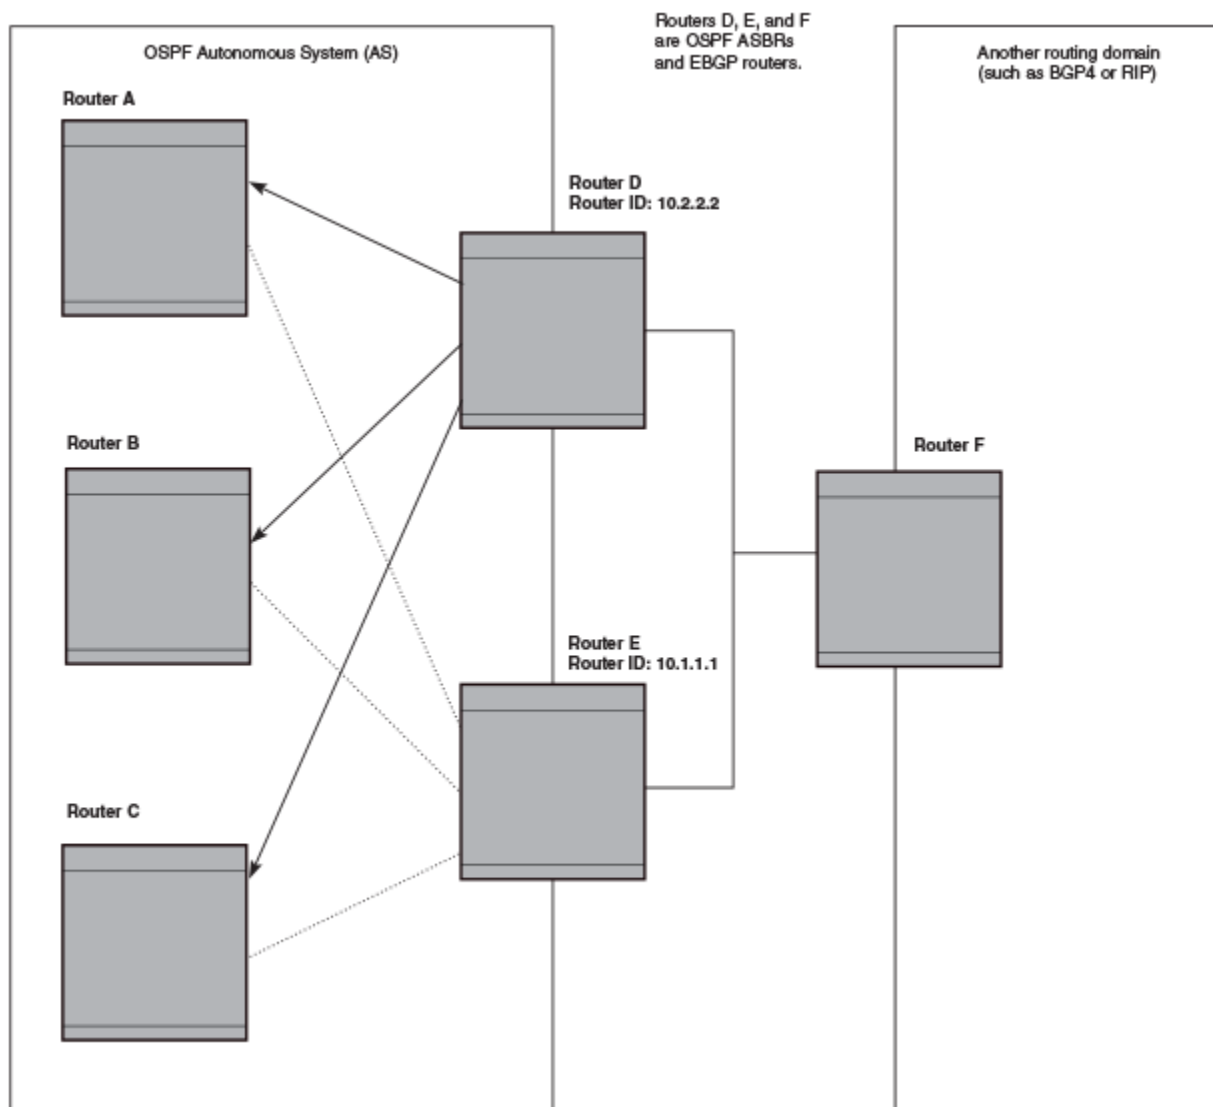 Routers D, E, and F
are OSPF ASBRs
and EBGP routers.
OSPF Autonomous System (AS)
Another routing domain
(such as BGP4 or RIP)
Router A
Router D
Router ID: 10.2.2.2
Router B
Router F
Router E
Router ID: 10.1.1.1
Router C